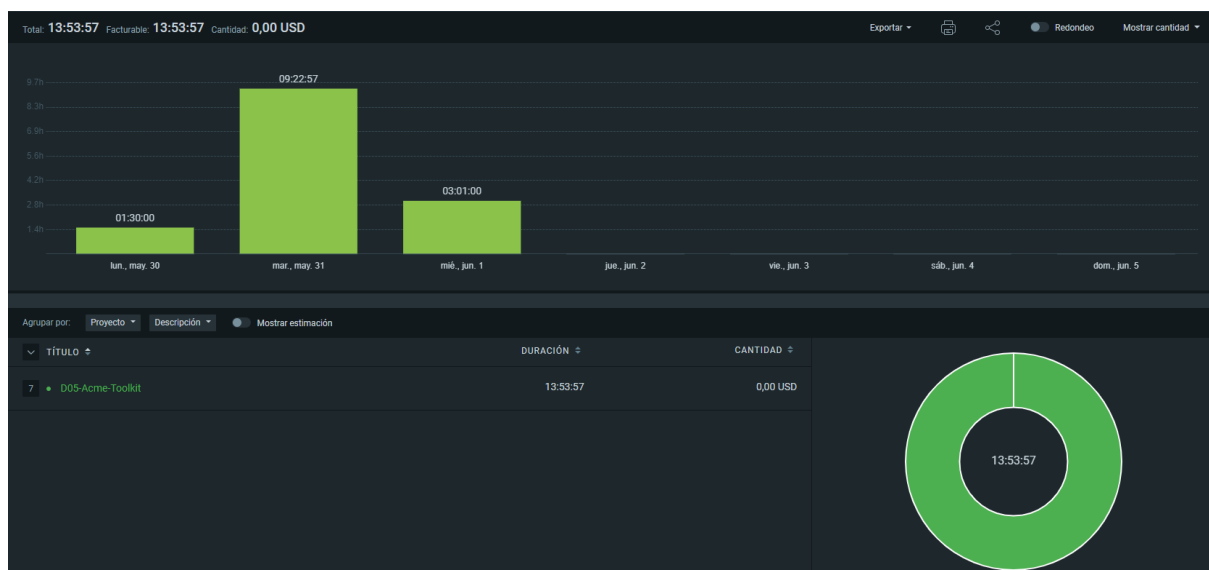 Total: 13:53:57 Facturable: 13:53:57 Cantidad: 0,00 USD Exportar Redondeo Mostrar cantidad
9.7h
8.3h
6.9h
5.6h
4.2h
2.8h
1.4h
09:22:57
03:01:00
01:30:00
lun., may. 30 mar., may. 31 mié., jun. 1 jue., jun. 2 vie., jun. 3 sáb., jun. 4 dom., jun. 5
Agrupar por: Proyecto Descripción Mostrar estimación
TÍTULO DURACIÓN CANTIDAD
7 D05-Acme-Toolkit 13:53:57 0,00 USD
13:53:57